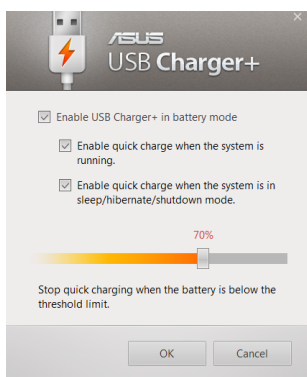 ASUS
USB Charger+
Enable USB Charger+ in battery mode
Enable quick charge when the system is
running.
Enable quick charge when the system is in
sleep/hibernate/shutdown mode.
70%
Stop quick charging when the battery is below the
threshold limit.
OK
Cancel